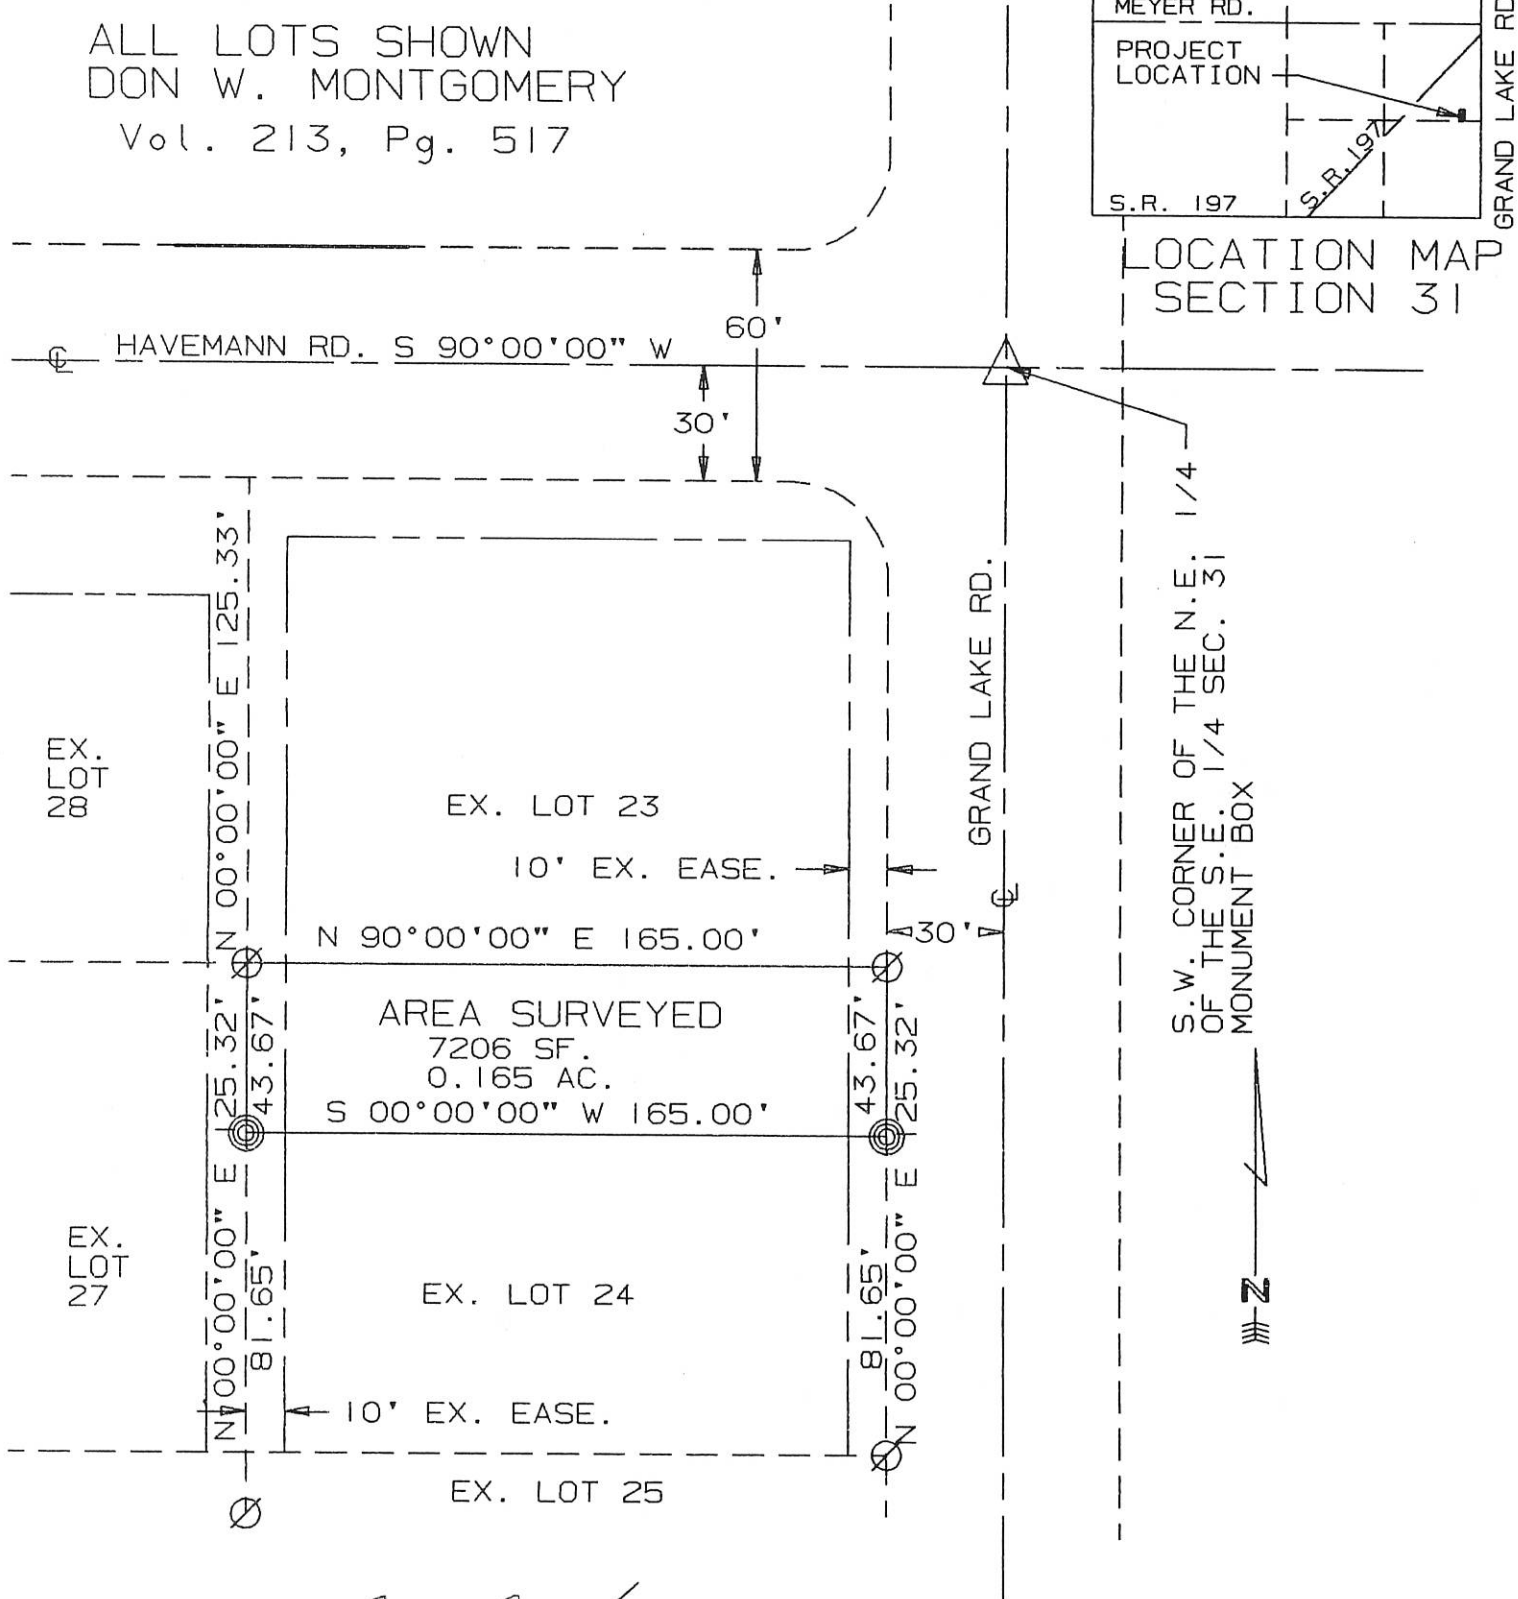 ALL LOTS SHOWN
DON W. MONTGOMERY
Vol. 213, Pg. 517
MEYER RD.
PROJECT
LOCATION
S.R. 197
S.R. 197
GRAND LAKE RD
LOCATION MAP
SECTION 31
60'
HAVEMANN RD. S 90°00'00" W
30'
N 00°00'00" E 125.33'
GRAND LAKE RD.
S.W. CORNER OF THE N.E. 1/4
OF THE S.E. 1/4 SEC. 31
MONUMENT BOX
EX.
LOT
28
EX. LOT 23
10' EX. EASE.
30'
N 90°00'00" E 165.00'
AREA SURVEYED
7206 SF.
0.165 AC.
S 00°00'00" W 165.00'
N 00°00'00" E 125.32'
43.67'
43.67'
N 00°00'00" E 125.32'
EX.
LOT
27
81.65'
EX. LOT 24
81.65'
10' EX. EASE.
EX. LOT 25
N